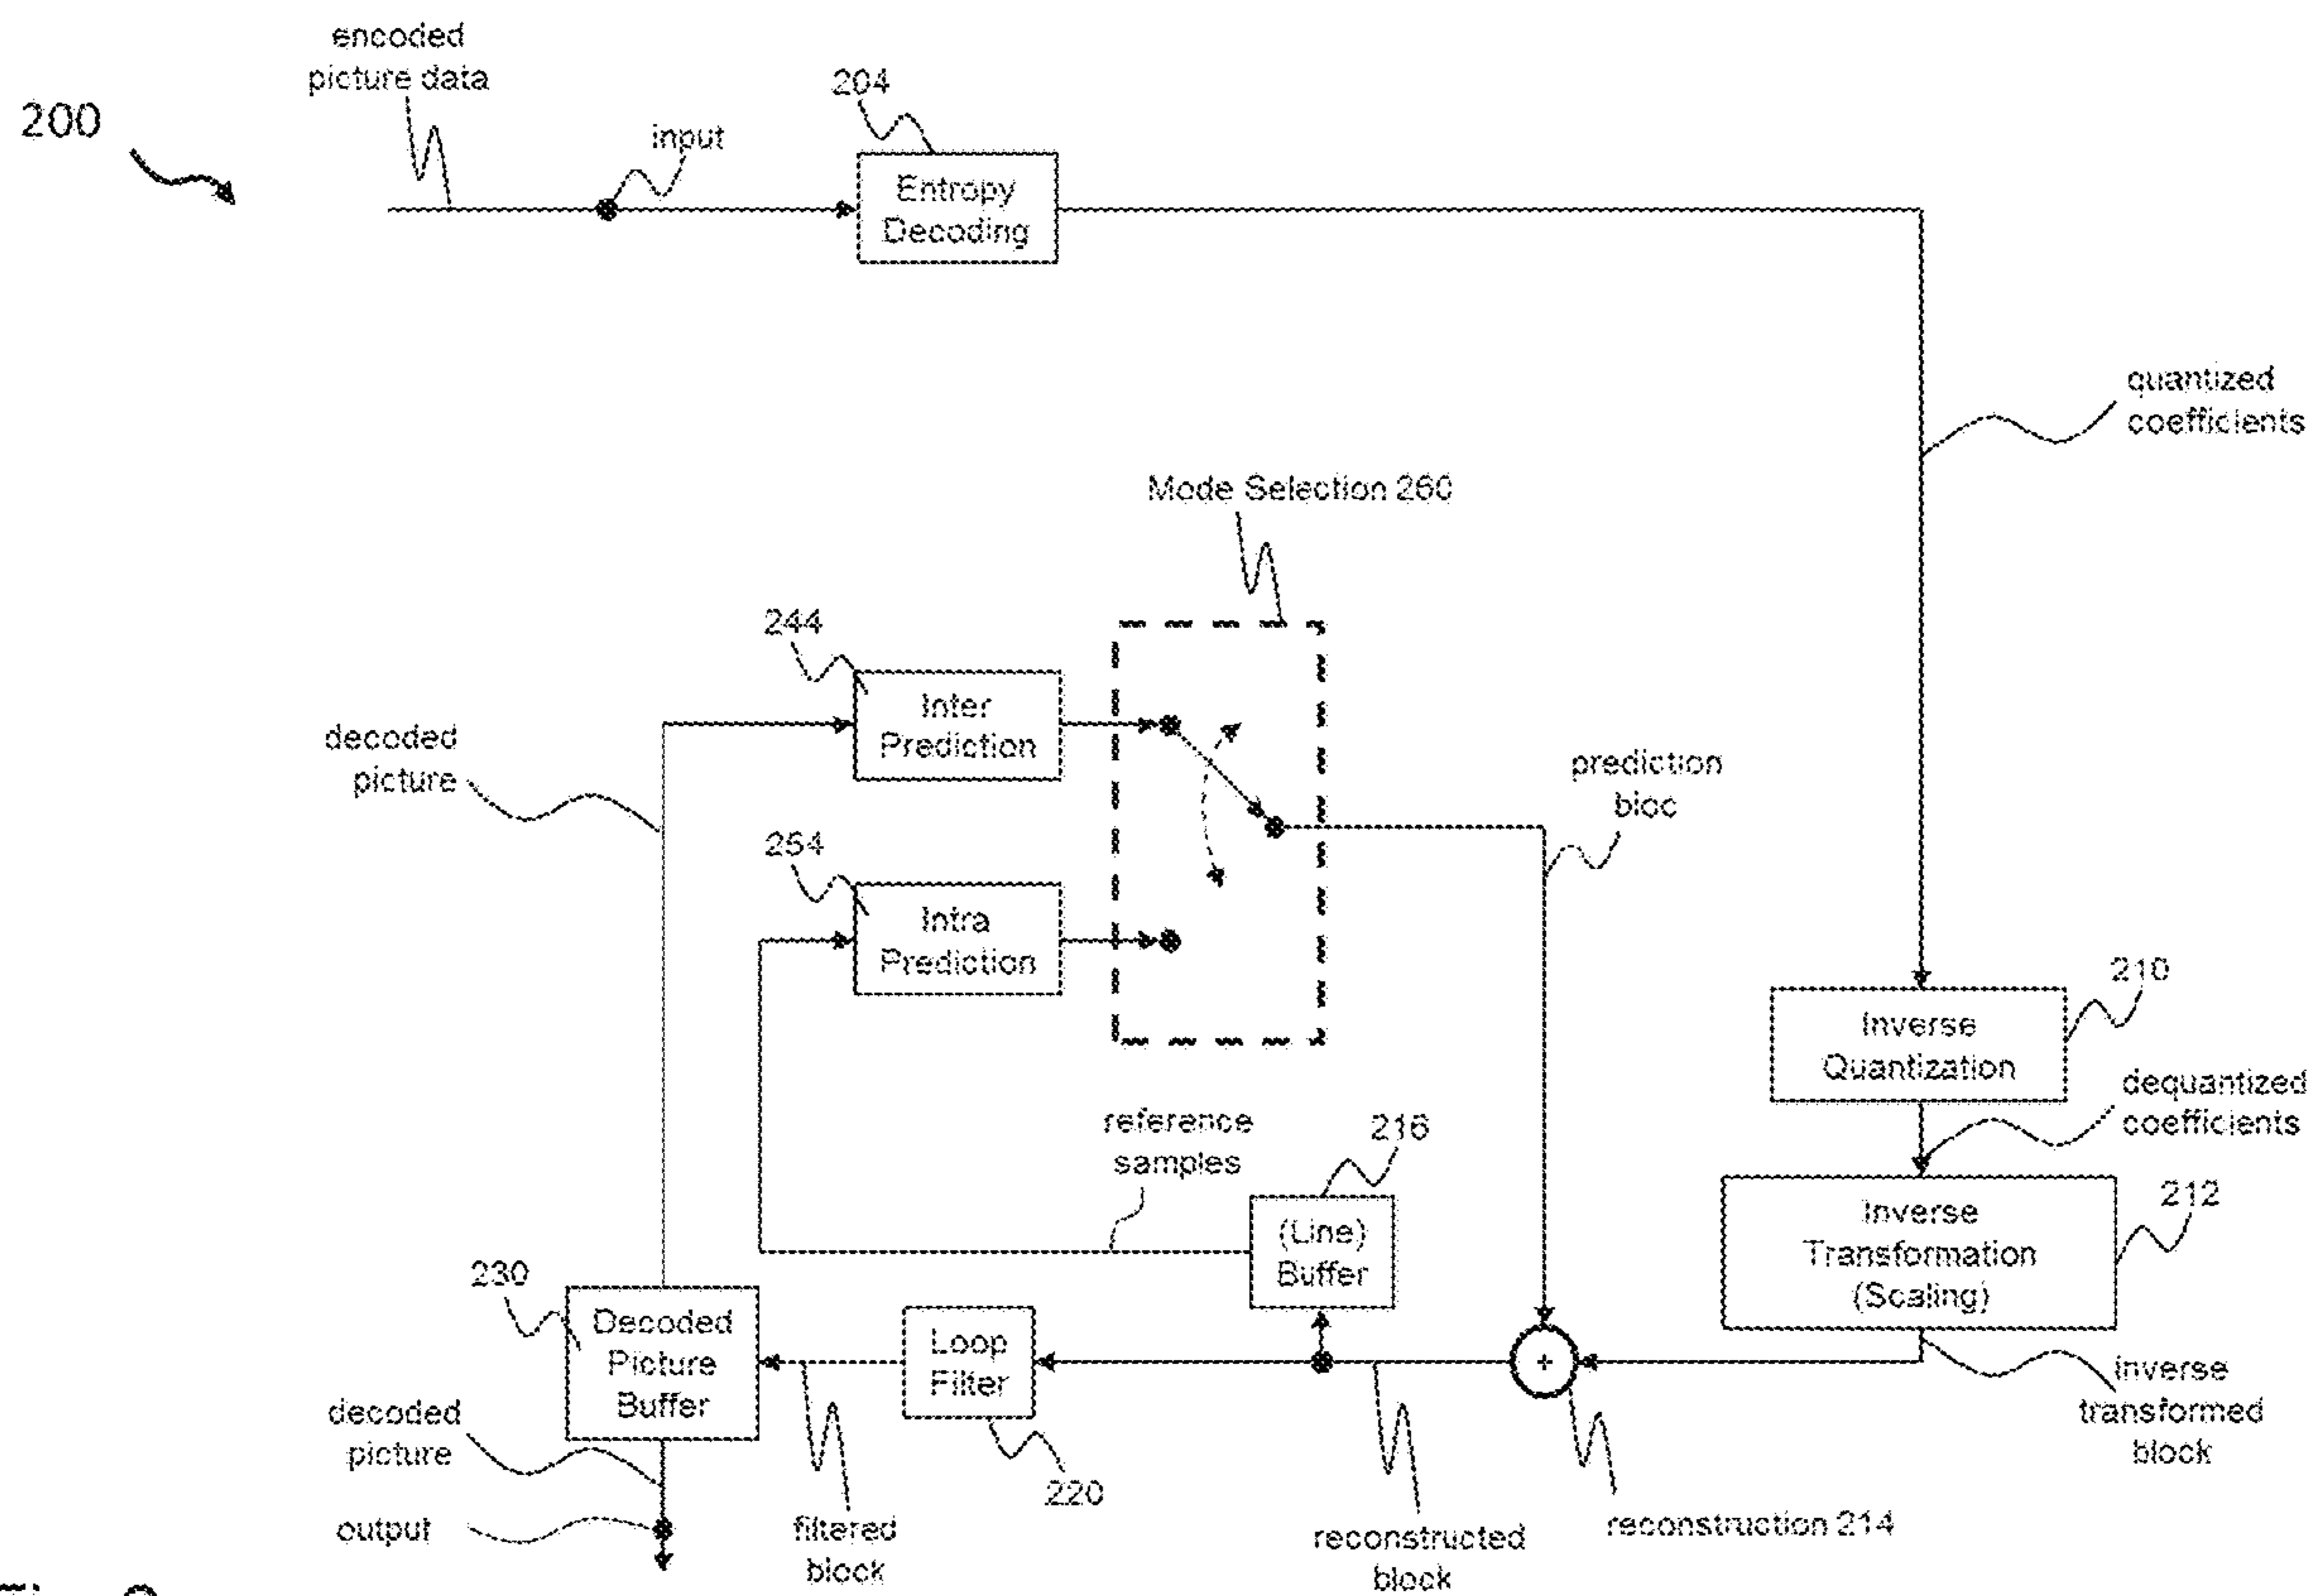 encoded
picture data
200
input
204
Entropy
Decoding
quantized
coefficients
Mode Selection 260
244
Inter
Prediction
decoded
picture
prediction
bloc
254
Intra
Prediction
210
Inverse
Quantization
dequantized
coefficients
reference
samples
216
(Line)
Buffer
212
Inverse
Transformation
(Scaling)
230
Decoded
Picture
Buffer
Loop
Filter
+
inverse
transformed
block
decoded
picture
220
output
filtered
block
reconstructed
block
reconstruction 214